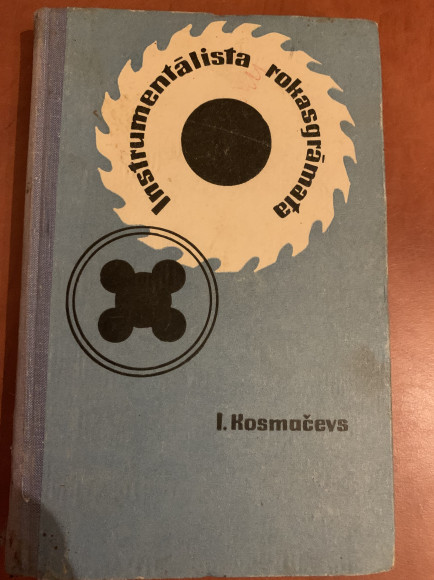 Instrumentālista rokasgrāmata
I. Kosmačevs